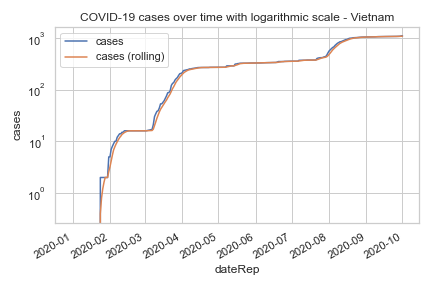 COVID-19 cases over time with logarithmic scale - Vietnam
cases
cases (rolling)
10³
10²
10¹
10⁰
cases
2020-01
2020-02
2020-03
2020-04
2020-05
2020-06
2020-07
2020-08
2020-09
2020-10
dateRep